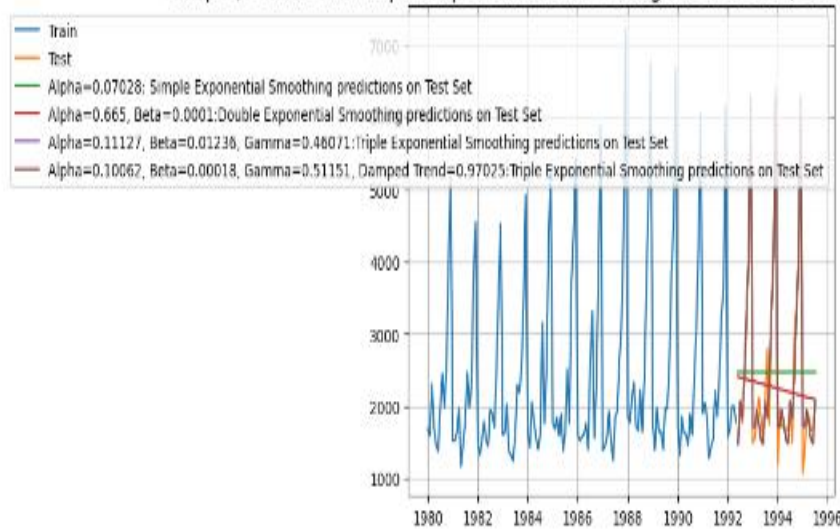 Train
Test
Alpha=0.07028: Simple Exponential Smoothing predictions on Test Set
Alpha=0.665, Beta=0.0001:Double Exponential Smoothing predictions on Test Set
Alpha=0.11127, Beta=0.01236, Gamma=0.46071:Triple Exponential Smoothing predictions on Test Set
Alpha=0.10062, Beta=0.00018, Gamma=0.51151, Damped Trend=0.97025:Triple Exponential Smoothing predictions on Test Set
7000
5000
4000
3000
2000
1000
1980 1982 1984 1986 1988 1990 1992 1994 1996